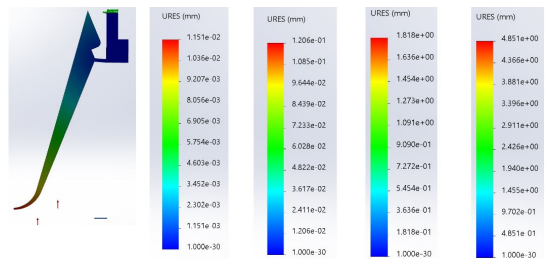 URES (mm)
1.151e-02
1.036e-02
9.207e 03
8.056e-03
6.905e 03
5.754e-03
4.603e-03
3.452e-03
2.302e-03
1.151e 03
1.000e-30
URES (mm)
1.206e-01
1.085e-01
9.644e-02
8.439e-02
7.233e-02
6.028e-02
4.822e-02
3.617e-02
2.411e-02
1.206e-02
1.000e-30
URES (mm)
1.818e+00
1.636e+00
1.454e+00
1.273e+00
1.091e+00
9.090e-01
7.272e-01
5.454e-01
3.636e-01
1.818e-01
1.000e-30
URES (mm)
4.851e+00
4.366e+00
3.881e+00
3.396e+00
2.911e+00
2.426e+00
1.940e+00
1.455e+00
9.702e-01
4.851e-01
1.000e-30